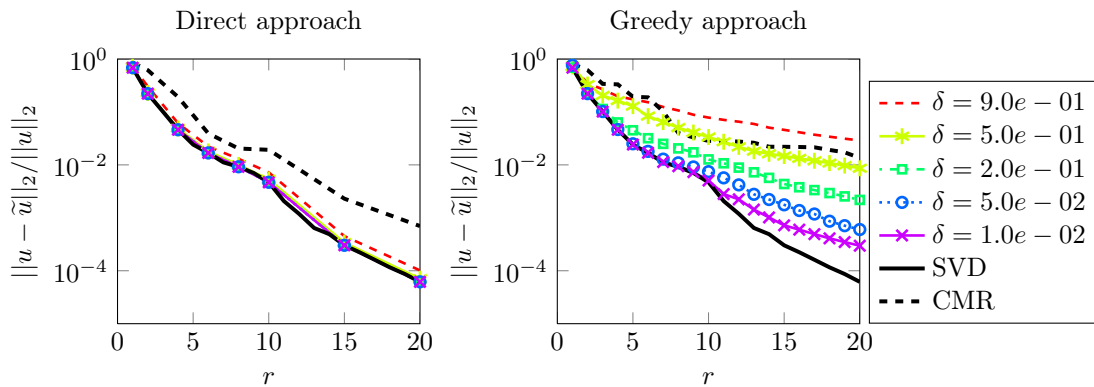 Direct approach
10^0
10^{-2}
10^{-4}
||u − ũ||_2/||u||_2
0 5 10 15 20
r
Greedy approach
10^0
10^{-2}
10^{-4}
||u − ũ||_2/||u||_2
0 5 10 15 20
r
δ = 9.0e − 01
δ = 5.0e − 01
δ = 2.0e − 01
δ = 5.0e − 02
δ = 1.0e − 02
SVD
CMR